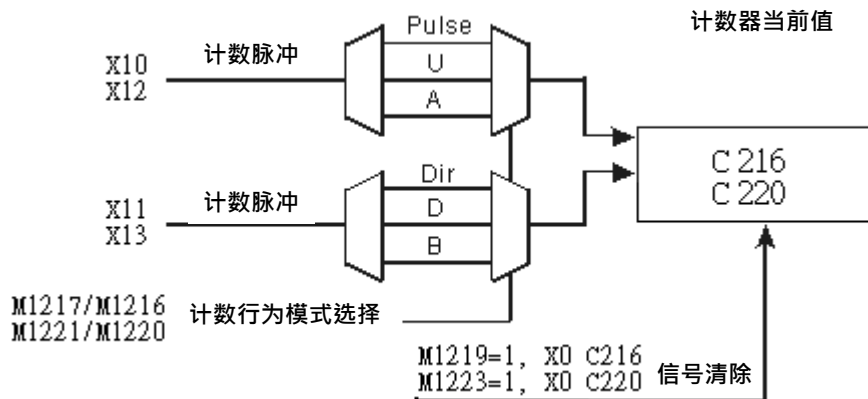 计数器当前值
Pulse
计数脉冲
X10
X12
U
A
C 216
C 220
Dir
计数脉冲
X11
X13
D
B
M1217/M1216
M1221/M1220
计数行为模式选择
M1219=1, X0 C216
M1223=1, X0 C220
信号清除